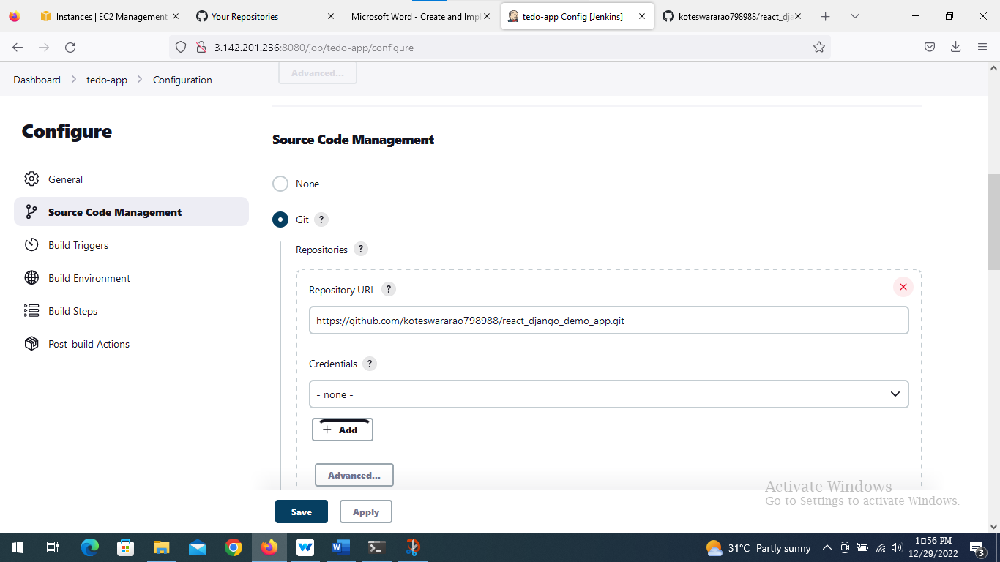 Instances | EC2 Management
Your Repositories
Microsoft Word - Create and Impl
tedo-app Config [Jenkins]
koteswararao798988/react_dja
3.142.201.236:8080/job/tedo-app/configure
Dashboard
tedo-app
Configuration
Advanced...
Configure
General
Source Code Management
Build Triggers
Build Environment
Build Steps
Post-build Actions
Source Code Management
None
Git ?
Repositories ?
Repository URL ?
https://github.com/koteswararao798988/react_django_demo_app.git
Credentials ?
- none -
+ Add
Advanced...
Save
Apply
Activate Windows
Go to Settings to activate Windows.
31°C Partly sunny
1:56 PM
12/29/2022
3